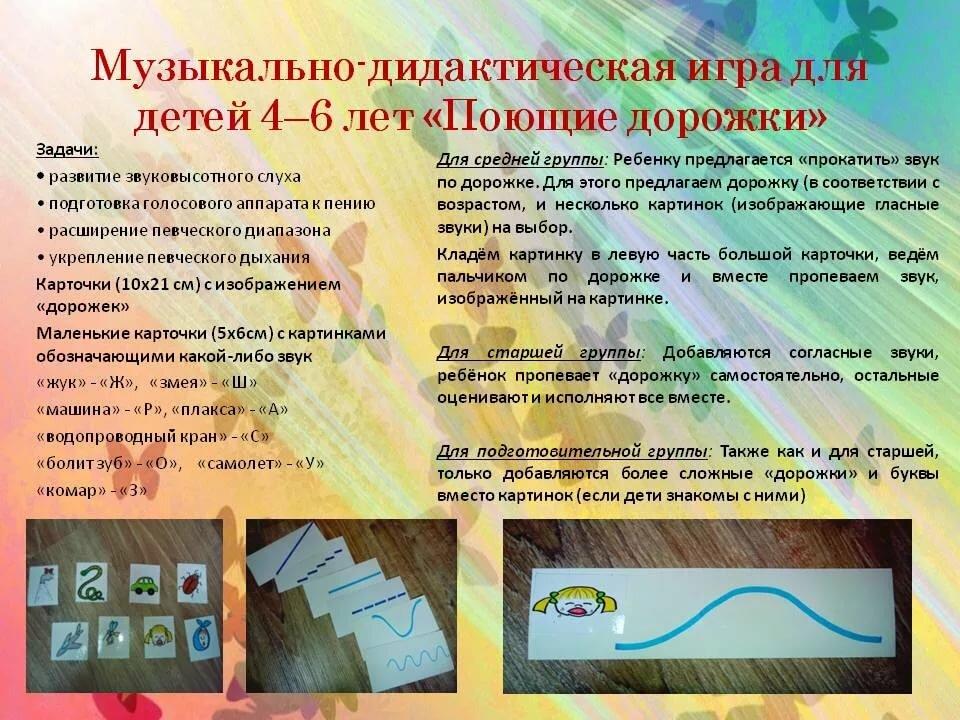 Музыкально-дидактическая игра для
детей 4–6 лет «Поющие дорожки»
Задачи:
• развитие звуковысотного слуха
• подготовка голосового аппарата к пению
• расширение певческого диапазона
• укрепление певческого дыхания
Карточки (10х21 см) с изображением
«дорожек»
Маленькие карточки (5х6см) с картинками
обозначающими какой-либо звук
«жук» - «Ж», «змея» - «Ш»
«машина» - «Р», «плакса» - «А»
«водопроводный кран» - «С»
«болит зуб» - «О», «самолет» - «У»
«комар» - «З»
Для средней группы: Ребенку предлагается «прокатить» звук
по дорожке. Для этого предлагаем дорожку (в соответствии с
возрастом, и несколько картинок (изображающие гласные
звуки) на выбор.
Кладём картинку в левую часть большой карточки, ведём
пальчиком по дорожке и вместе пропеваем звук,
изображённый на картинке.
Для старшей группы: Добавляются согласные звуки,
ребёнок пропевает «дорожку» самостоятельно, остальные
оценивают и исполняют все вместе.
Для подготовительной группы: Также как и для старшей,
только добавляются более сложные «дорожки» и буквы
вместо картинок (если дети знакомы с ними)